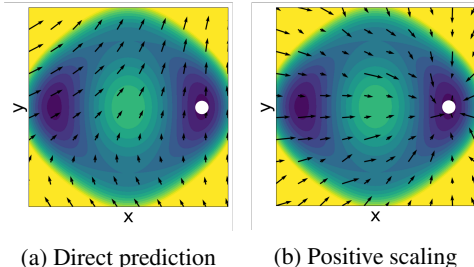 (a)
(b)
y
y
x
x
(a) Direct prediction
(b) Positive scaling